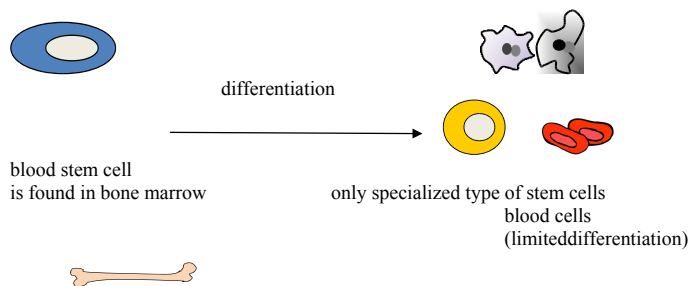 differentiation
blood stem cell
is found in bone marrow
only specialized type of stem cells
blood cells
(limiteddifferentiation)